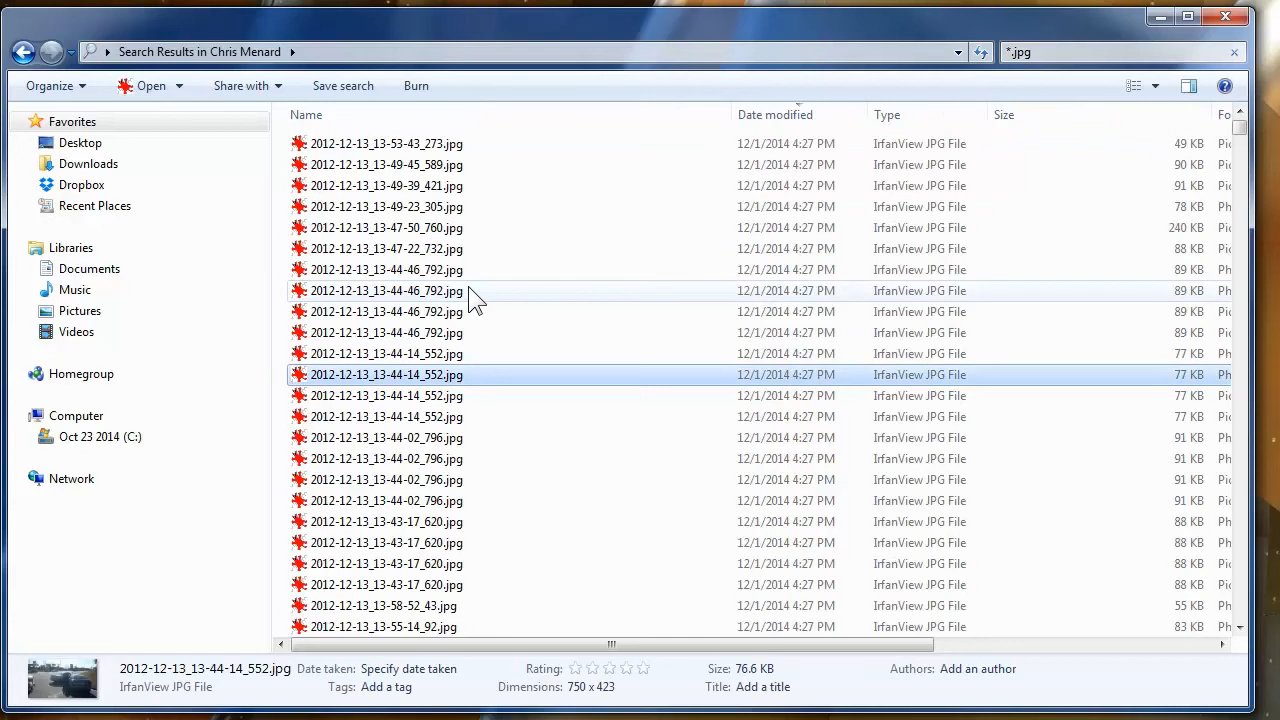 Search Results in Chris Menard
*.jpg
Organize Open Share with Save search Burn
Name Date modified Type Size Fo
Favorites
Desktop
Downloads
Dropbox
Recent Places
Libraries
Documents
Music
Pictures
Videos
Homegroup
Computer
Oct 23 2014 (C:)
Network
2012-12-13_13-53-43_273.jpg 12/1/2014 4:27 PM IrfanView JPG File 49 KB Pic
2012-12-13_13-49-45_589.jpg 12/1/2014 4:27 PM IrfanView JPG File 90 KB Pic
2012-12-13_13-49-39_421.jpg 12/1/2014 4:27 PM IrfanView JPG File 91 KB Pic
2012-12-13_13-49-23_305.jpg 12/1/2014 4:27 PM IrfanView JPG File 78 KB Pic
2012-12-13_13-47-50_760.jpg 12/1/2014 4:27 PM IrfanView JPG File 240 KB Pic
2012-12-13_13-47-22_732.jpg 12/1/2014 4:27 PM IrfanView JPG File 88 KB Pic
2012-12-13_13-44-46_792.jpg 12/1/2014 4:27 PM IrfanView JPG File 89 KB Pic
2012-12-13_13-44-46_792.jpg 12/1/2014 4:27 PM IrfanView JPG File 89 KB Ph
2012-12-13_13-44-46_792.jpg 12/1/2014 4:27 PM IrfanView JPG File 89 KB Ph
2012-12-13_13-44-46_792.jpg 12/1/2014 4:27 PM IrfanView JPG File 89 KB Ph
2012-12-13_13-44-14_552.jpg 12/1/2014 4:27 PM IrfanView JPG File 77 KB Pic
2012-12-13_13-44-14_552.jpg 12/1/2014 4:27 PM IrfanView JPG File 77 KB Ph
2012-12-13_13-44-14_552.jpg 12/1/2014 4:27 PM IrfanView JPG File 77 KB Ph
2012-12-13_13-44-14_552.jpg 12/1/2014 4:27 PM IrfanView JPG File 77 KB Ph
2012-12-13_13-44-02_796.jpg 12/1/2014 4:27 PM IrfanView JPG File 91 KB Pic
2012-12-13_13-44-02_796.jpg 12/1/2014 4:27 PM IrfanView JPG File 91 KB Ph
2012-12-13_13-44-02_796.jpg 12/1/2014 4:27 PM IrfanView JPG File 91 KB Ph
2012-12-13_13-44-02_796.jpg 12/1/2014 4:27 PM IrfanView JPG File 91 KB Ph
2012-12-13_13-43-17_620.jpg 12/1/2014 4:27 PM IrfanView JPG File 88 KB Pic
2012-12-13_13-43-17_620.jpg 12/1/2014 4:27 PM IrfanView JPG File 88 KB Ph
2012-12-13_13-43-17_620.jpg 12/1/2014 4:27 PM IrfanView JPG File 88 KB Ph
2012-12-13_13-43-17_620.jpg 12/1/2014 4:27 PM IrfanView JPG File 88 KB Ph
2012-12-13_13-58-52_43.jpg 12/1/2014 4:27 PM IrfanView JPG File 55 KB Ph
2012-12-13_13-55-14_92.jpg 12/1/2014 4:27 PM IrfanView JPG File 83 KB Ph
2012-12-13_13-44-14_552.jpg Date taken: Specify date taken Rating: Size: 76.6 KB Authors: Add an author
IrfanView JPG File Tags: Add a tag Dimensions: 750 x 423 Title: Add a title